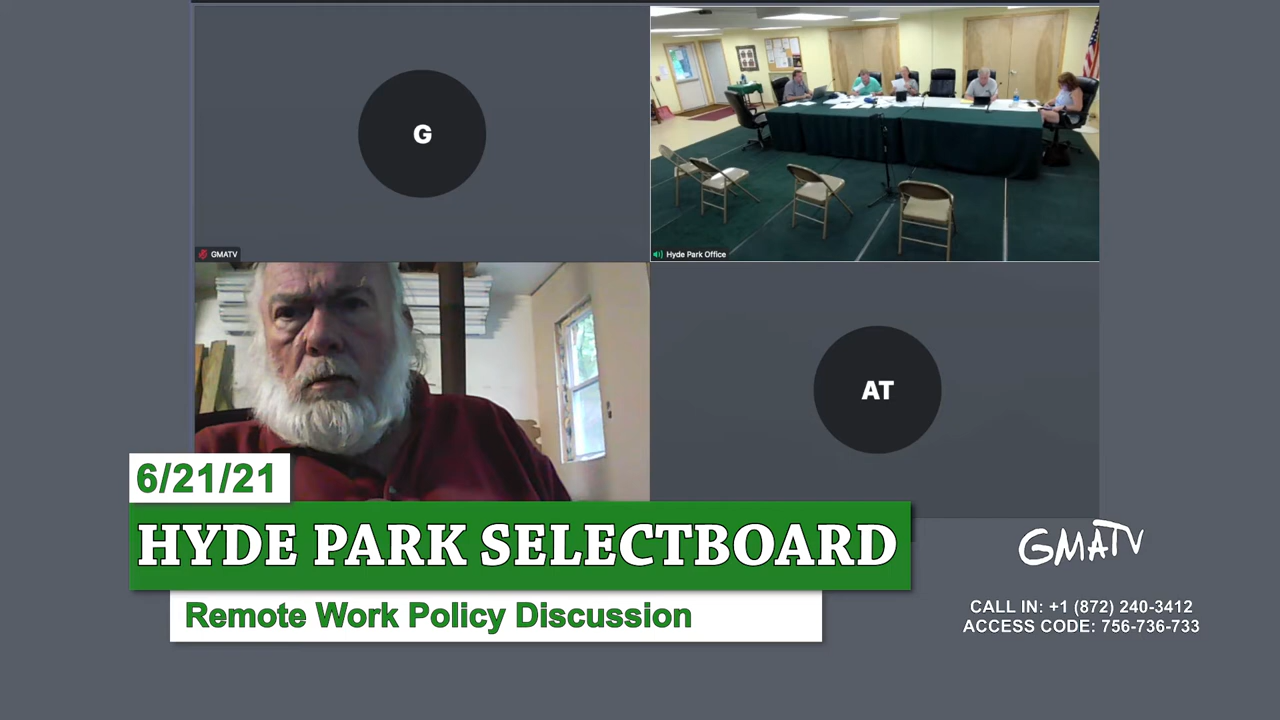 G
GMATV
Hyde Park Office
AT
6/21/21
HYDE PARK SELECTBOARD
Remote Work Policy Discussion
GMATV
CALL IN: +1 (872) 240-3412
ACCESS CODE: 756-736-733